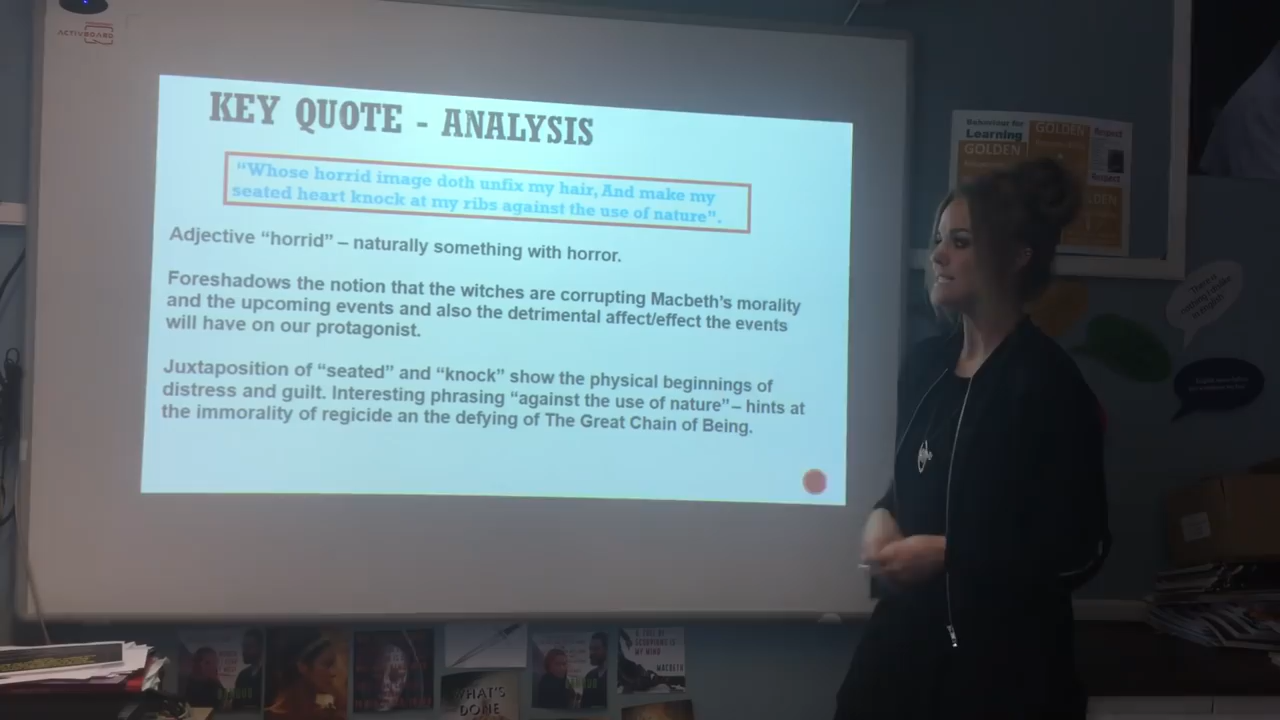 ACTIVBOARD
KEY QUOTE - ANALYSIS
“Whose horrid image doth unfix my hair, And make my
seated heart knock at my ribs against the use of nature”.
Adjective “horrid” – naturally something with horror.
Foreshadows the notion that the witches are corrupting Macbeth’s morality
and the upcoming events and also the detrimental affect/effect the events
will have on our protagonist.
Juxtaposition of “seated” and “knock” show the physical beginnings of
distress and guilt. Interesting phrasing “against the use of nature”– hints at
the immorality of regicide an the defying of The Great Chain of Being.
Behaviour for
Learning
GOLDEN
GOLDEN
WHAT'S
DONE
SCORPIONS IS
MY MIND
MACBETH